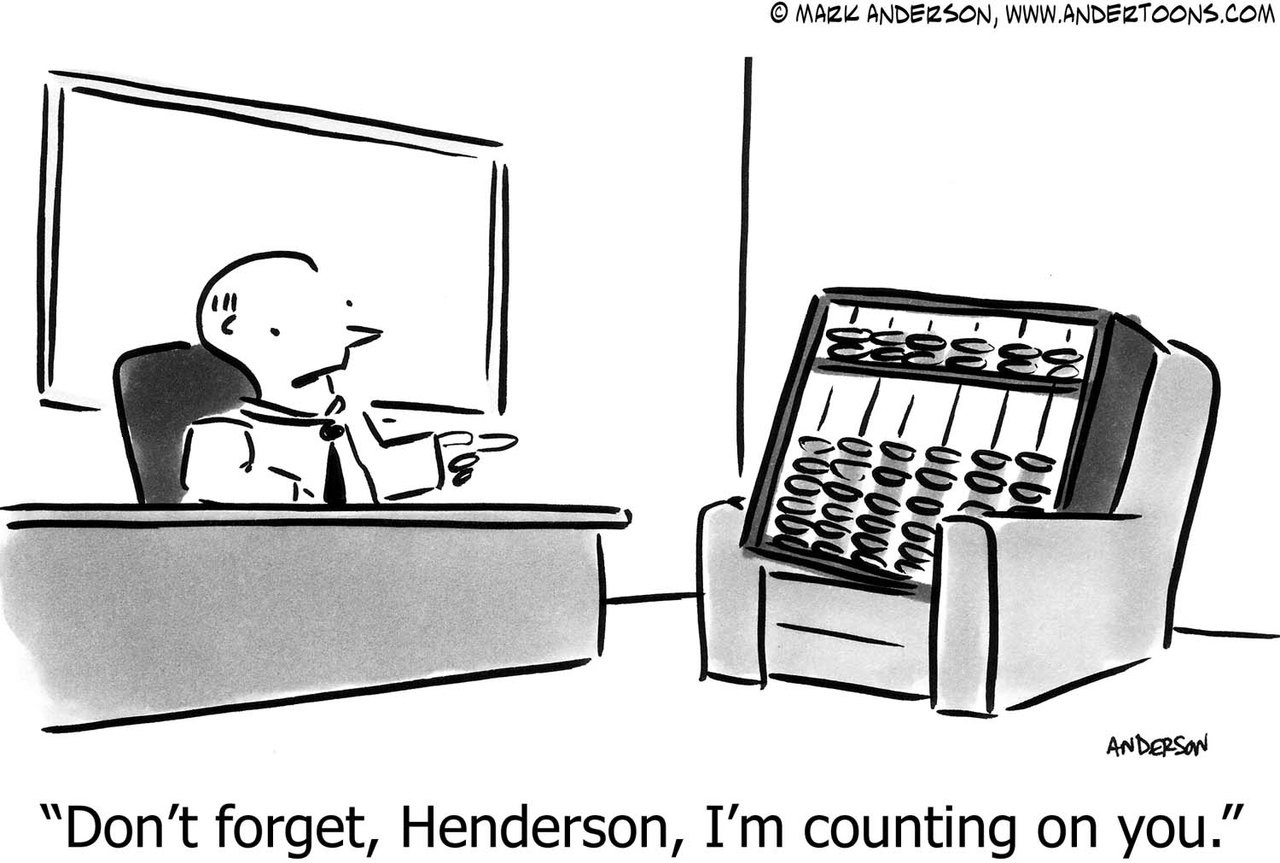 © MARK ANDERSON, WWW.ANDERTOONS.COM
ANDERSON
“Don’t forget, Henderson, I’m counting on you.”